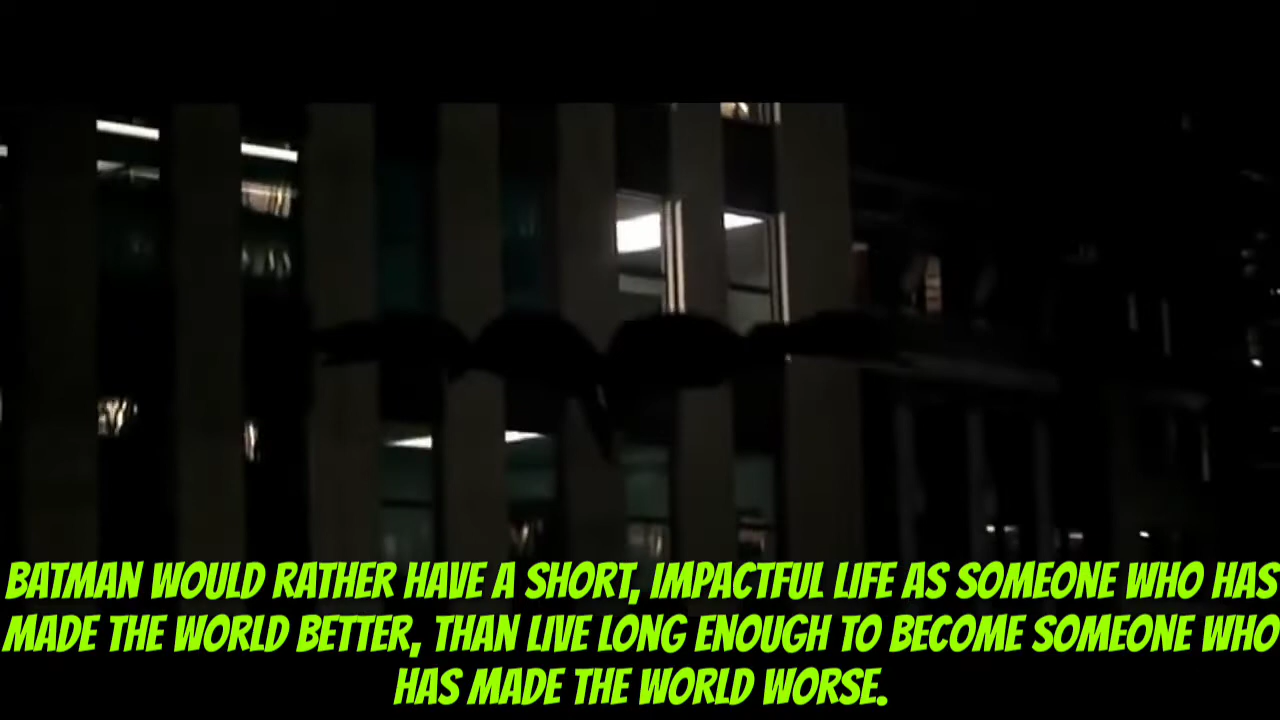 BATMAN WOULD RATHER HAVE A SHORT, IMPACTFUL LIFE AS SOMEONE WHO HAS
MADE THE WORLD BETTER, THAN LIVE LONG ENOUGH TO BECOME SOMEONE WHO
HAS MADE THE WORLD WORSE.